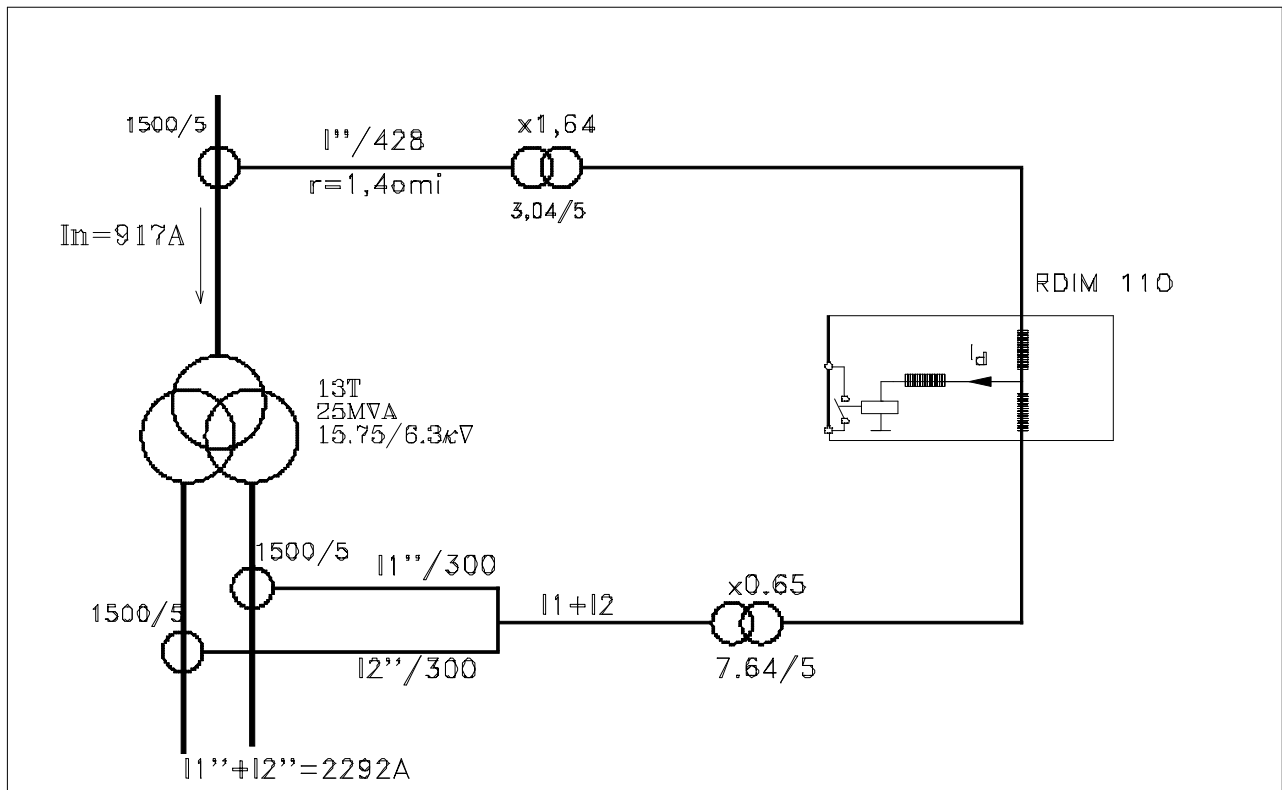 1500/5
I''/428
x1,64
r=1,4omi
3,04/5
In=917A
RDIM 110
Id
13T
25MVA
15.75/6.3кV
1500/5
I1''/300
x0.65
1500/5
I1+I2
I2''/300
7.64/5
I1''+I2''=2292A